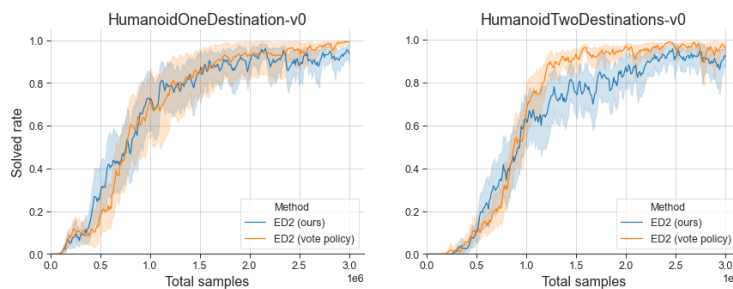 HumanoidOneDestination-v0
Solved rate
1.0
0.8
0.6
0.4
0.2
0.0
Method
ED2 (ours)
ED2 (vote policy)
0.0 0.5 1.0 1.5 2.0 2.5 3.0
Total samples
1e6
HumanoidTwoDestinations-v0
1.0
0.8
0.6
0.4
0.2
0.0
Method
ED2 (ours)
ED2 (vote policy)
0.0 0.5 1.0 1.5 2.0 2.5 3.0
Total samples
1e6